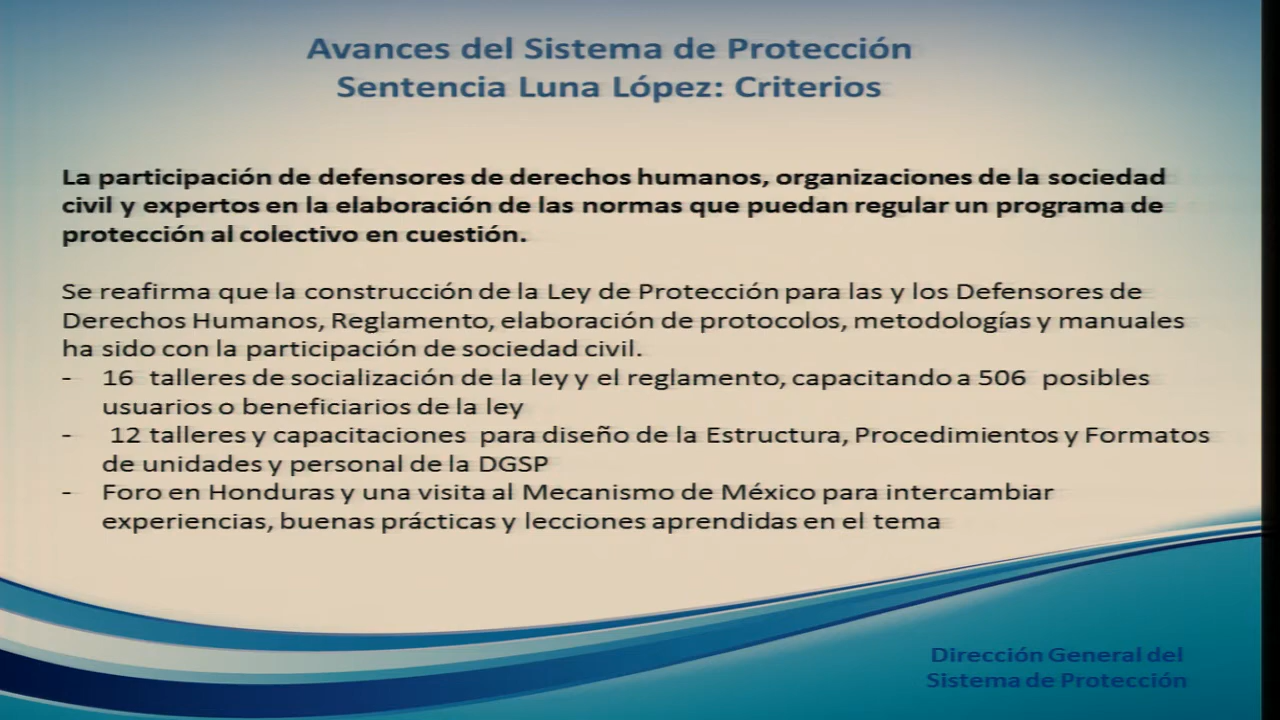 Avances del Sistema de Protección
Sentencia Luna López: Criterios
La participación de defensores de derechos humanos, organizaciones de la sociedad
civil y expertos en la elaboración de las normas que puedan regular un programa de
protección al colectivo en cuestión.
Se reafirma que la construcción de la Ley de Protección para las y los Defensores de
Derechos Humanos, Reglamento, elaboración de protocolos, metodologías y manuales
ha sido con la participación de sociedad civil.
- 16 talleres de socialización de la ley y el reglamento, capacitando a 506 posibles
usuarios o beneficiarios de la ley
- 12 talleres y capacitaciones para diseño de la Estructura, Procedimientos y Formatos
de unidades y personal de la DGSP
- Foro en Honduras y una visita al Mecanismo de México para intercambiar
experiencias, buenas prácticas y lecciones aprendidas en el tema
Dirección General del
Sistema de Protección